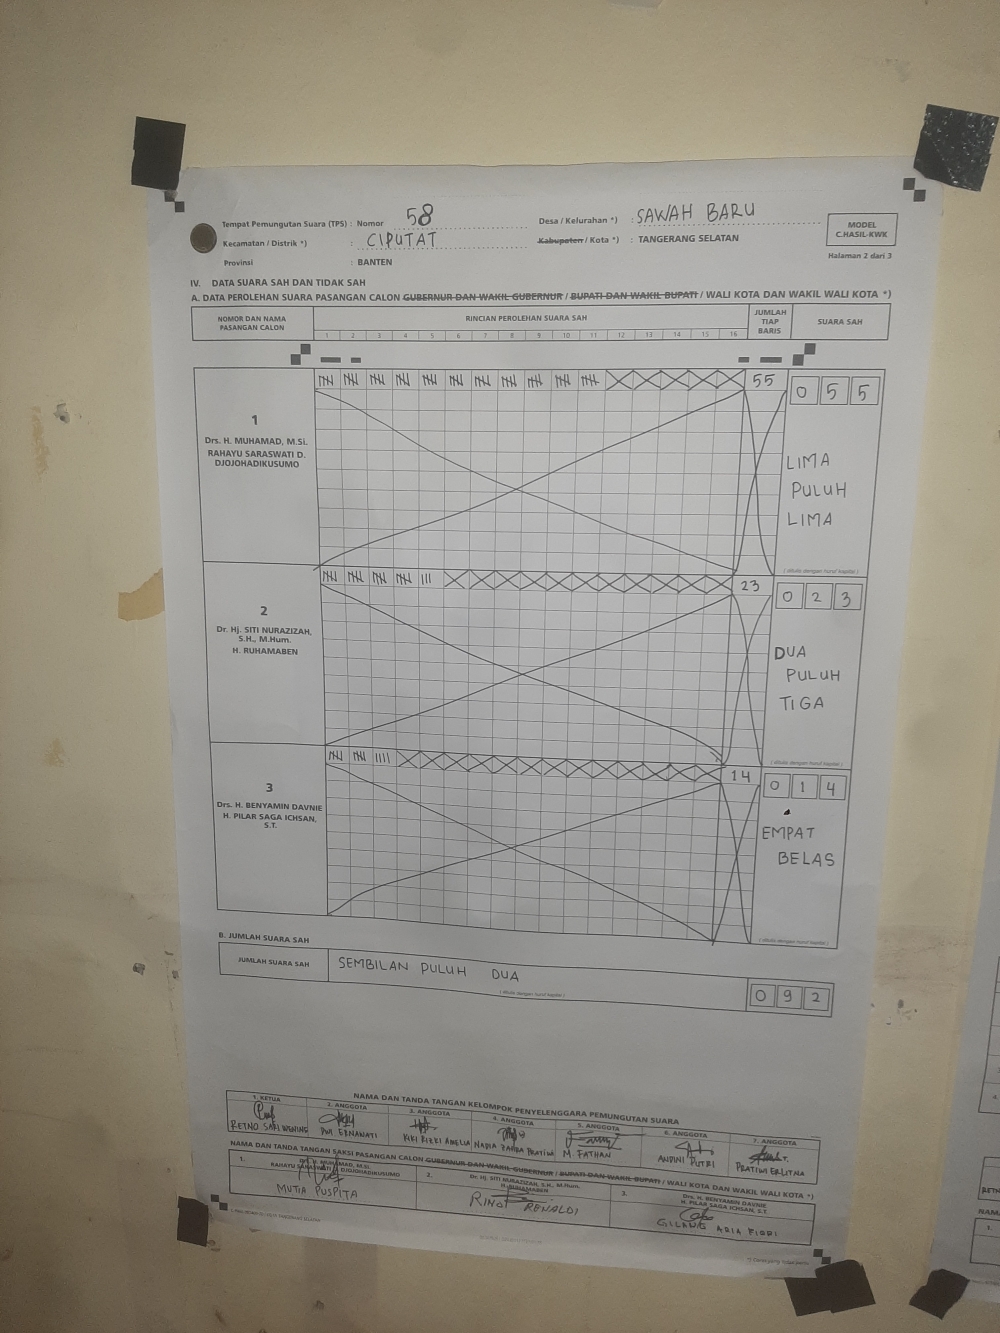 Tempat Pemungutan Suara (TPS) : Nomor 58 Desa / Kelurahan *) : SAWAH BARU
Kecamatan / Distrik *) : CIPUTAT Kabupaten / Kota *) : TANGERANG SELATAN
Provinsi : BANTEN
MODEL
C.HASIL-KWK
Halaman 2 dari 3
IV. DATA SUARA SAH DAN TIDAK SAH
A. DATA PEROLEHAN SUARA PASANGAN CALON GUBERNUR DAN WAKIL GUBERNUR / BUPATI DAN WAKIL BUPATI / WALI KOTA DAN WAKIL WALI KOTA *)
NOMOR DAN NAMA
PASANGAN CALON
RINCIAN PEROLEHAN SUARA SAH
1 2 3 4 5 6 7 8 9 10 11 12 13 14 15 16
JUMLAH
TIAP
BARIS
SUARA SAH
1
Drs. H. MUHAMAD, M.Si.
RAHAYU SARASWATI D.
DJOJOHADIKUSUMO
55
0 5 5
LIMA
PULUH
LIMA
( ditulis dengan huruf kapital )
2
Dr. Hj. SITI NURAZIZAH,
S.H., M.Hum.
H. RUHAMABEN
23
0 2 3
DUA
PULUH
TIGA
( ditulis dengan huruf kapital )
3
Drs. H. BENYAMIN DAVNIE
H. PILAR SAGA ICHSAN,
S.T.
14
0 1 4
EMPAT
BELAS
( ditulis dengan huruf kapital )
B. JUMLAH SUARA SAH
JUMLAH SUARA SAH
SEMBILAN PULUH DUA
( ditulis dengan huruf kapital )
0 9 2
NAMA DAN TANDA TANGAN KELOMPOK PENYELENGGARA PEMUNGUTAN SUARA
1. KETUA 2. ANGGOTA 3. ANGGOTA 4. ANGGOTA 5. ANGGOTA 6. ANGGOTA 7. ANGGOTA
RETNO SARI DWI ERNAWATI KIKI RIZKI AMELIA NADIA PRATIWI M FATHAN ANDINI PUTRI PRATIWI
NAMA DAN TANDA TANGAN SAKSI PASANGAN CALON GUBERNUR DAN WAKIL GUBERNUR / BUPATI DAN WAKIL BUPATI / WALI KOTA DAN WAKIL WALI KOTA *)
1.
Drs. H. MUHAMAD, M.Si.
RAHAYU SARASWATI D. DJOJOHADIKUSUMO
MUTIA PUSPITA
2.
Dr. Hj. SITI NURAZIZAH, S.H., M.Hum.
H. RUHAMABEN
RINDI RENALDI
3.
Drs. H. BENYAMIN DAVNIE
H. PILAR SAGA ICHSAN, S.T.
GILANG